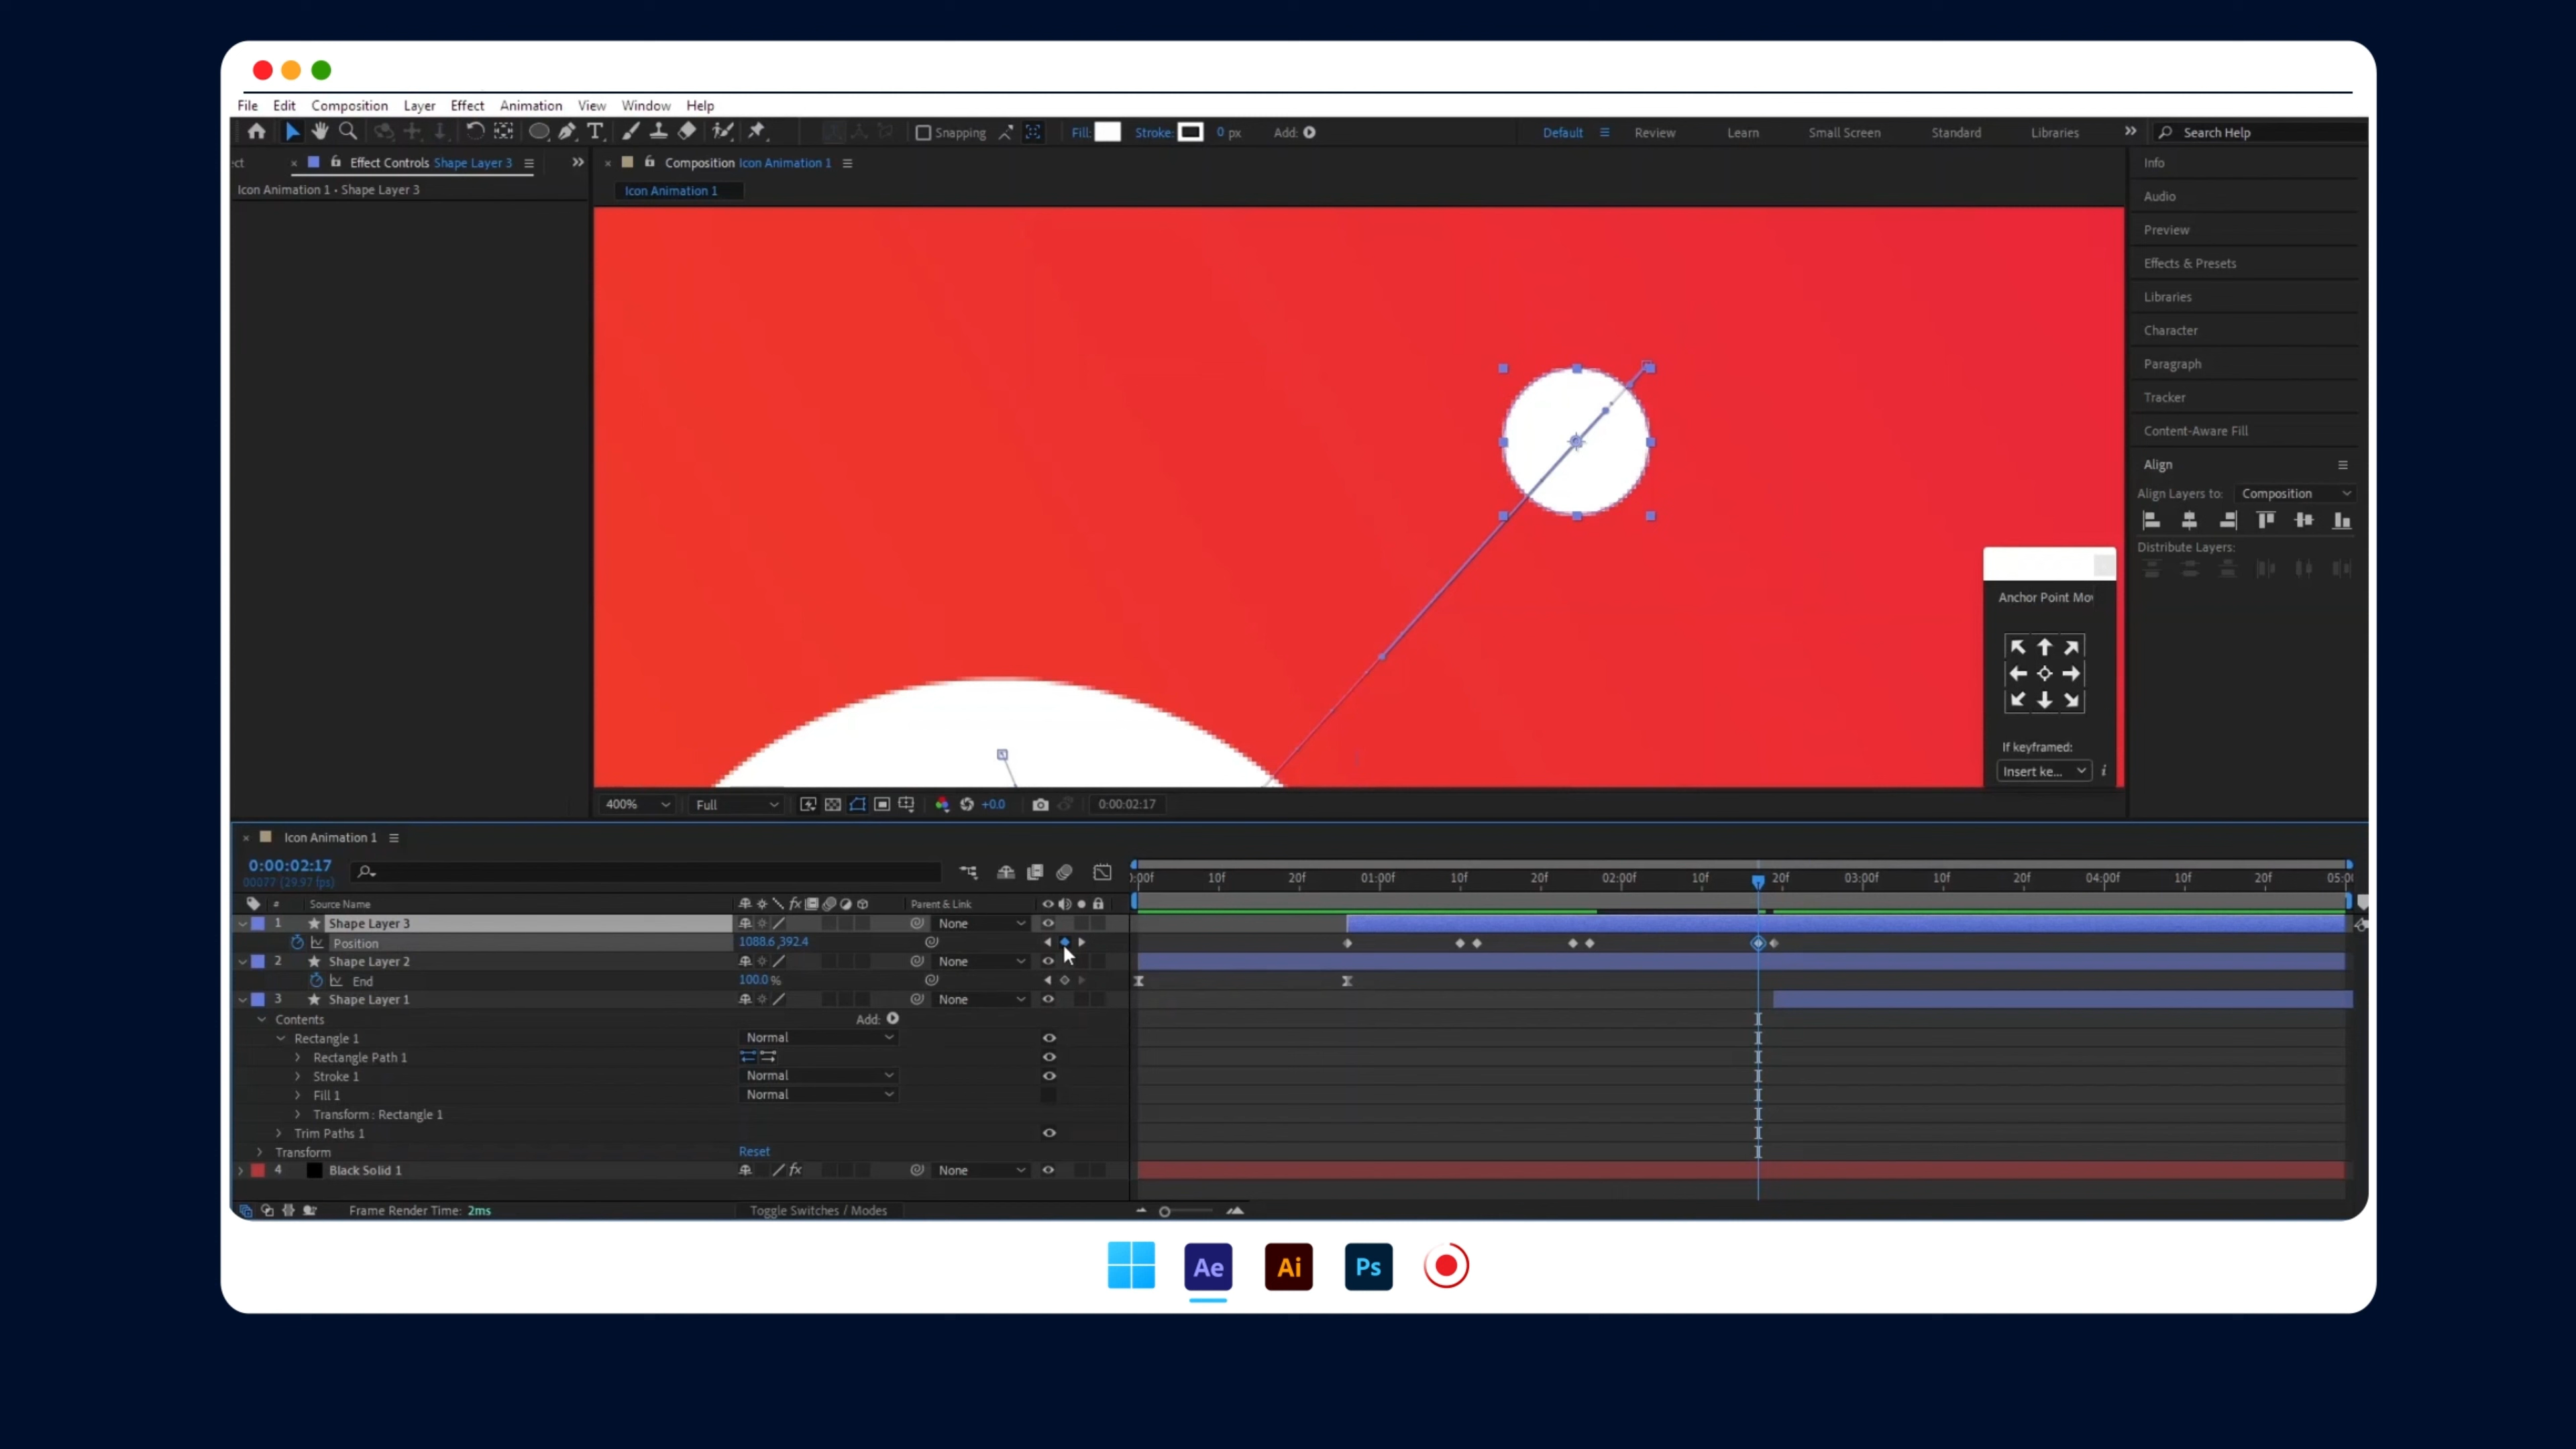 File Edit Composition Layer Effect Animation View Window Help
Snapping Fill: Stroke: 0 px Add: Default Review Learn Small Screen Standard Libraries Search Help
ct × Effect Controls Shape Layer 3 × Composition Icon Animation 1 Info
Icon Animation 1 • Shape Layer 3 Icon Animation 1
Audio
Preview
Effects & Presets
Libraries
Character
Paragraph
Tracker
Content-Aware Fill
Align
Align Layers to: Composition
Distribute Layers:
Anchor Point Mov
If keyframed:
Insert ke... i
400% Full +0.0 0:00:02:17
× Icon Animation 1
0:00:02:17
00077 (29.97 fps)
:00f 10f 20f 01:00f 10f 20f 02:00f 10f 20f 03:00f 10f 20f 04:00f 10f 20f 05:0
# Source Name fx Parent & Link
1 Shape Layer 3 None
Position 1088.6,392.4
2 Shape Layer 2 None
End 100.0 %
3 Shape Layer 1 None
Contents Add:
Rectangle 1 Normal
Rectangle Path 1
Stroke 1 Normal
Fill 1 Normal
Transform : Rectangle 1
Trim Paths 1
Transform Reset
4 Black Solid 1 fx None
Frame Render Time: 2ms Toggle Switches / Modes
Ae Ai Ps